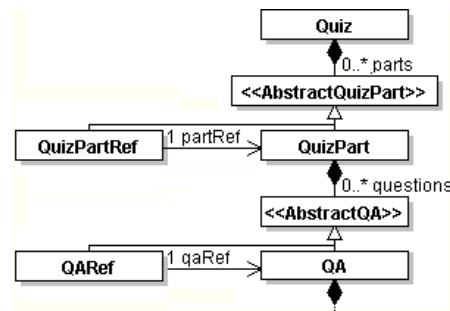 Quiz
0..* parts
<<AbstractQuizPart>>
1 partRef
QuizPartRef
QuizPart
0..* questions
<<AbstractQA>>
1 qaRef
QARef
QA